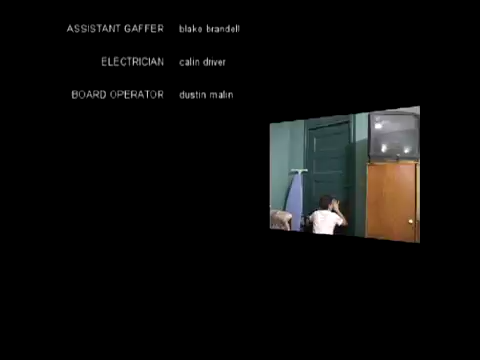 ASSISTANT GAFFER blake brandell
ELECTRICIAN calin driver
BOARD OPERATOR dustin malin